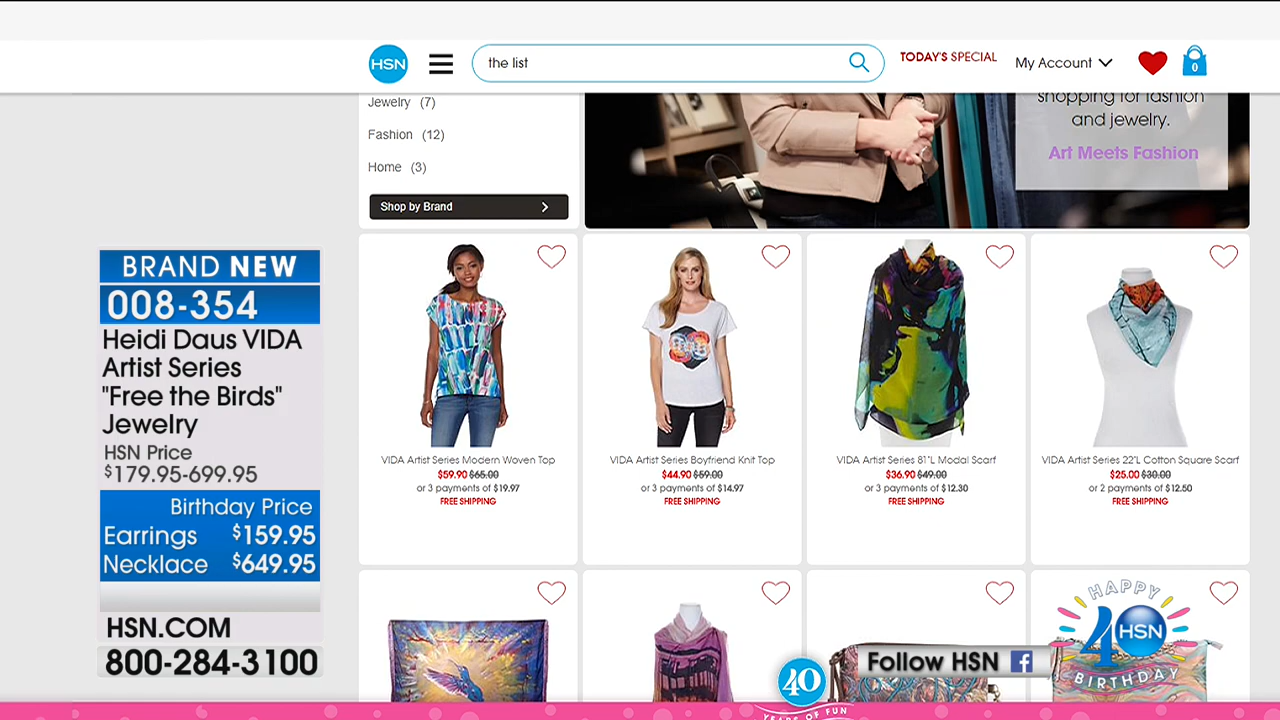 HSN
the list
TODAY'S SPECIAL
My Account
0
Jewelry (7)
Fashion (12)
Home (3)
Shop by Brand
shopping for fashion
and jewelry.
Art Meets Fashion
BRAND NEW
008-354
Heidi Daus VIDA
Artist Series
"Free the Birds"
Jewelry
HSN Price
$179.95-699.95
Birthday Price
Earrings $159.95
Necklace $649.95
HSN.COM
800-284-3100
VIDA Artist Series Modern Woven Top
$59.90 $65.00
or 3 payments of $19.97
FREE SHIPPING
VIDA Artist Series Boyfriend Knit Top
$44.90 $59.00
or 3 payments of $14.97
FREE SHIPPING
VIDA Artist Series 81"L Modal Scarf
$36.90 $49.00
or 3 payments of $12.30
FREE SHIPPING
VIDA Artist Series 22"L Cotton Square Scarf
$25.00 $30.00
or 2 payments of $12.50
FREE SHIPPING
40
YEARS OF FUN
Follow HSN f
HAPPY
40 HSN
BIRTHDAY